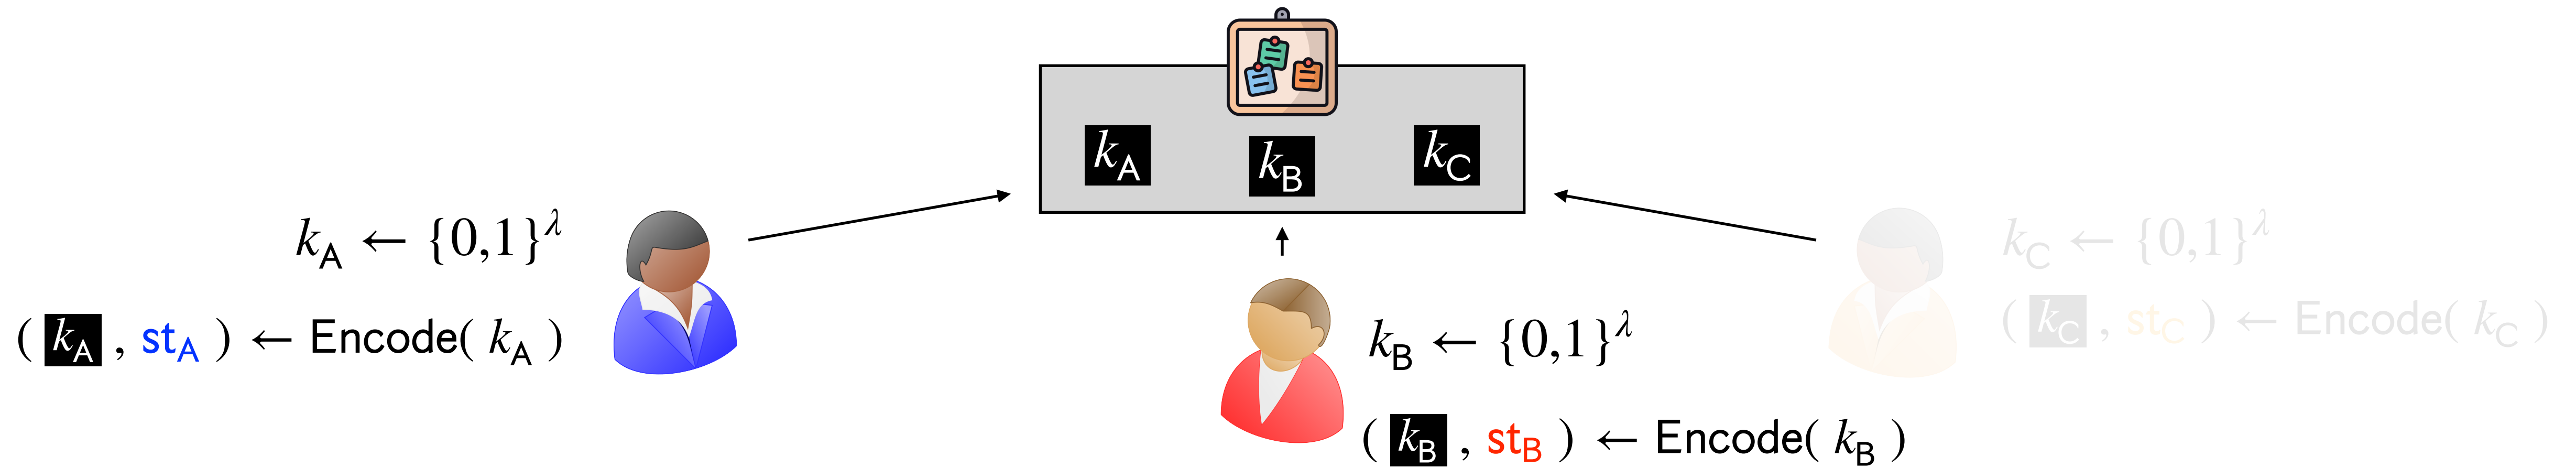 k_A k_B k_C
k_A ← {0,1}^λ
( k_A , st_A ) ← Encode( k_A )
k_B ← {0,1}^λ
( k_B , st_B ) ← Encode( k_B )
k_C ← {0,1}^λ
( k_C , st_C ) ← Encode( k_C )